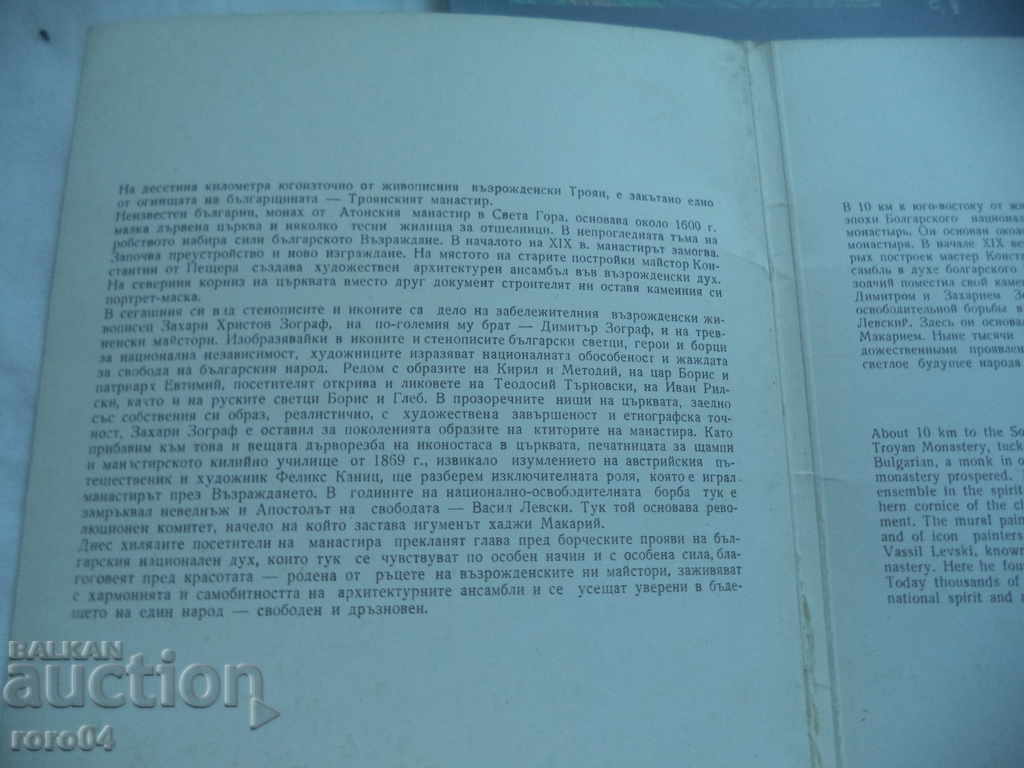 На десетина километра югоизточно от живописния възрожденски Троян, е закътано едно
от огнищата на българщината — Троянският манастир.
Неизвестен българин, монах от Атонския манастир в Света Гора, основава около 1600 г.
малка дървена църква и няколко тесни жилища за отшелници. В непрогледната тъма на
робството набира сили българското Възраждане. В началото на XIX в. манастирът замогва.
Започва преустройство и ново изграждане. На мястото на старите постройки майстор Кон-
стантин от Пещера създава художествен архитектурен ансамбъл във възрожденски дух.
На северния корниз на църквата вместо друг документ строителят ни оставя каменния си
портрет-маска.
В сегашния си вид стенописите и иконите са дело на забележителния възрожденски жи-
вописец Захари Христов Зограф, на по-големия му брат — Димитър Зограф, и на трев-
ненски майстори. Изобразявайки в иконите и стенописите български светци, герои и борци
за национална независимост, художниците изразяват националната обособеност и жаждата
за свобода на българския народ. Редом с образите на Кирил и Методий, на цар Борис и
патриарх Евтимий, посетителят открива и ликовете на Теодосий Търновски, на Иван Рил-
ски, както и на руските светци Борис и Глеб. В прозоречните ниши на църквата, заедно
със собствения си образ, реалистично, с художествена завършеност и етнографска точ-
ност, Захари Зограф е оставил за поколенията образите на ктиторите на манастира. Като
прибавим към това и вещата дърворезба на иконостаса в църквата, печатницата за щампи
и манастирското килийно училище от 1869 г., извикало изумлението на австрийския пъ-
тешественик и художник Феликс Каниц, ще разберем изключителната роля, която е играл
манастирът през Възраждането. В годините на национално-освободителната борба тук е
замръквал неведнъж и Апостолът на свободата — Васил Левски. Тук той основава рево-
люционен комитет, начело на който застава игуменът хаджи Макарий.
Днес хилядите посетители на манастира прекланят глава пред борческите прояви на бъл-
гарския национален дух, които тук се чувствуват по особен начин и с особена сила, бла-
гоговеят пред красотата — родена от ръцете на възрожденските ни майстори, заживяват
с хармонията и самобитността на архитектурните ансамбли и се усещат уверени в бъде-
щето на един народ — свободен и дръзновен.
В 10 км к юго-востоку от
эпохи Болгарского национал
монастырь. Он основан
монастыря. В начале XIX
рых построек мастер Конст
самбль в духе болгарского
зодчий поместил свой
Димитром и Захарием
освободительной борьбы в
Левский. Здесь он основал
Макарием. Ныне тысячи
дожественными проявлен
светлое будущее народа
About 10 km to the
Troyan Monastery, tuck
Bulgarian, a monk in
monastery prospered.
ensemble in the spirit
hern cornice of the
ment. The mural pain
and of icon painters
Vassil Levski, known
nastery. Here he fou
Today thousands of
national spirit and
BALKAN
auction
roro04